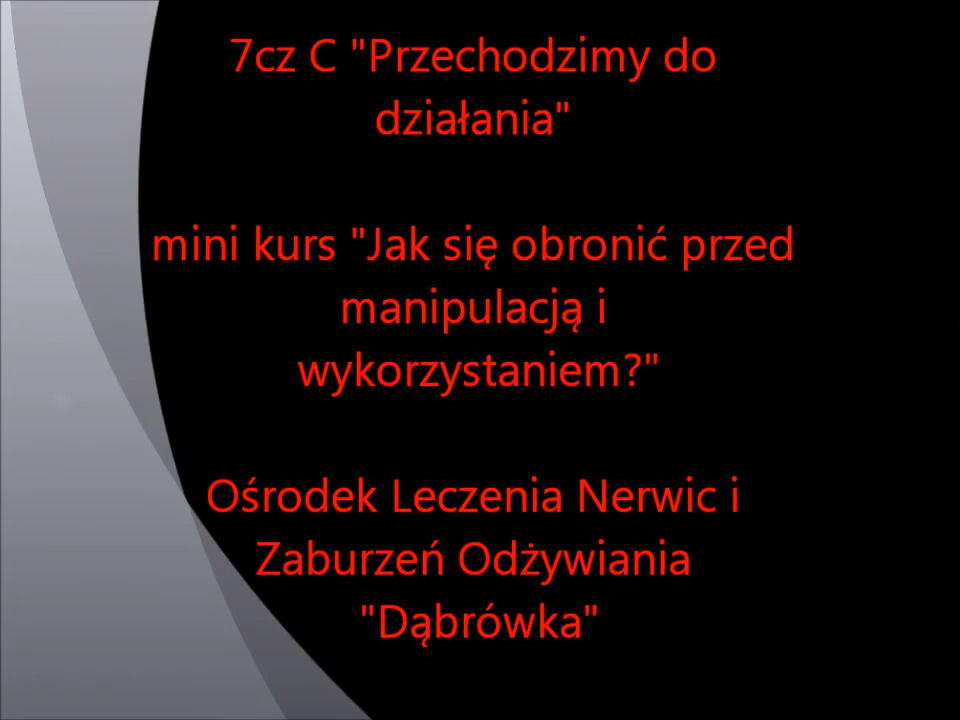 7cz C "Przechodzimy do
działania"
mini kurs "Jak się obronić przed
manipulacją i
wykorzystaniem?"
Ośrodek Leczenia Nerwic i
Zaburzeń Odżywiania
"Dąbrówka"